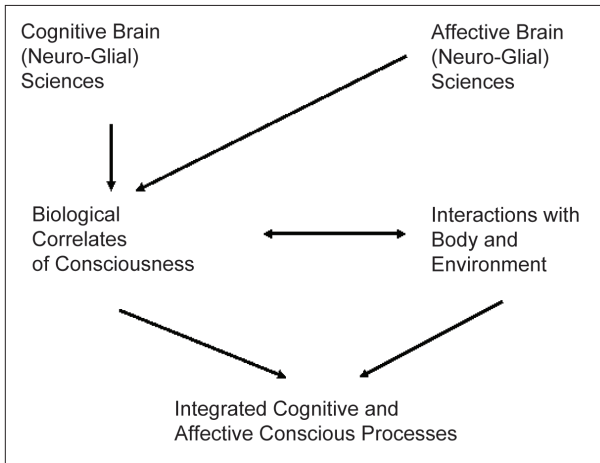 Cognitive Brain
(Neuro-Glial)
Sciences
Affective Brain
(Neuro-Glial)
Sciences
Biological
Correlates
of Consciousness
Interactions with
Body and
Environment
Integrated Cognitive and
Affective Conscious Processes